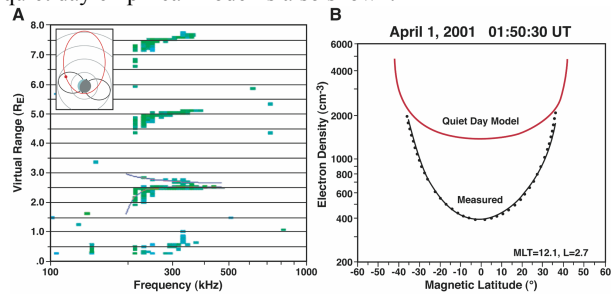 quiet day
A
8.0
7.0
6.0
5.0
4.0
3.0
2.0
1.0
.0
Virtual Range (RE)
100 300 500 1000
Frequency (kHz)
B
April 1, 2001 01:50:30 UT
6000
4000
2000
1000
800
600
400
200
Electron Density (cm-3)
Quiet Day Model
Measured
MLT=12.1, L=2.7
-60 -50 -40 -30 -20 -10 0 10 20 30 40 50 60
Magnetic Latitude (°)